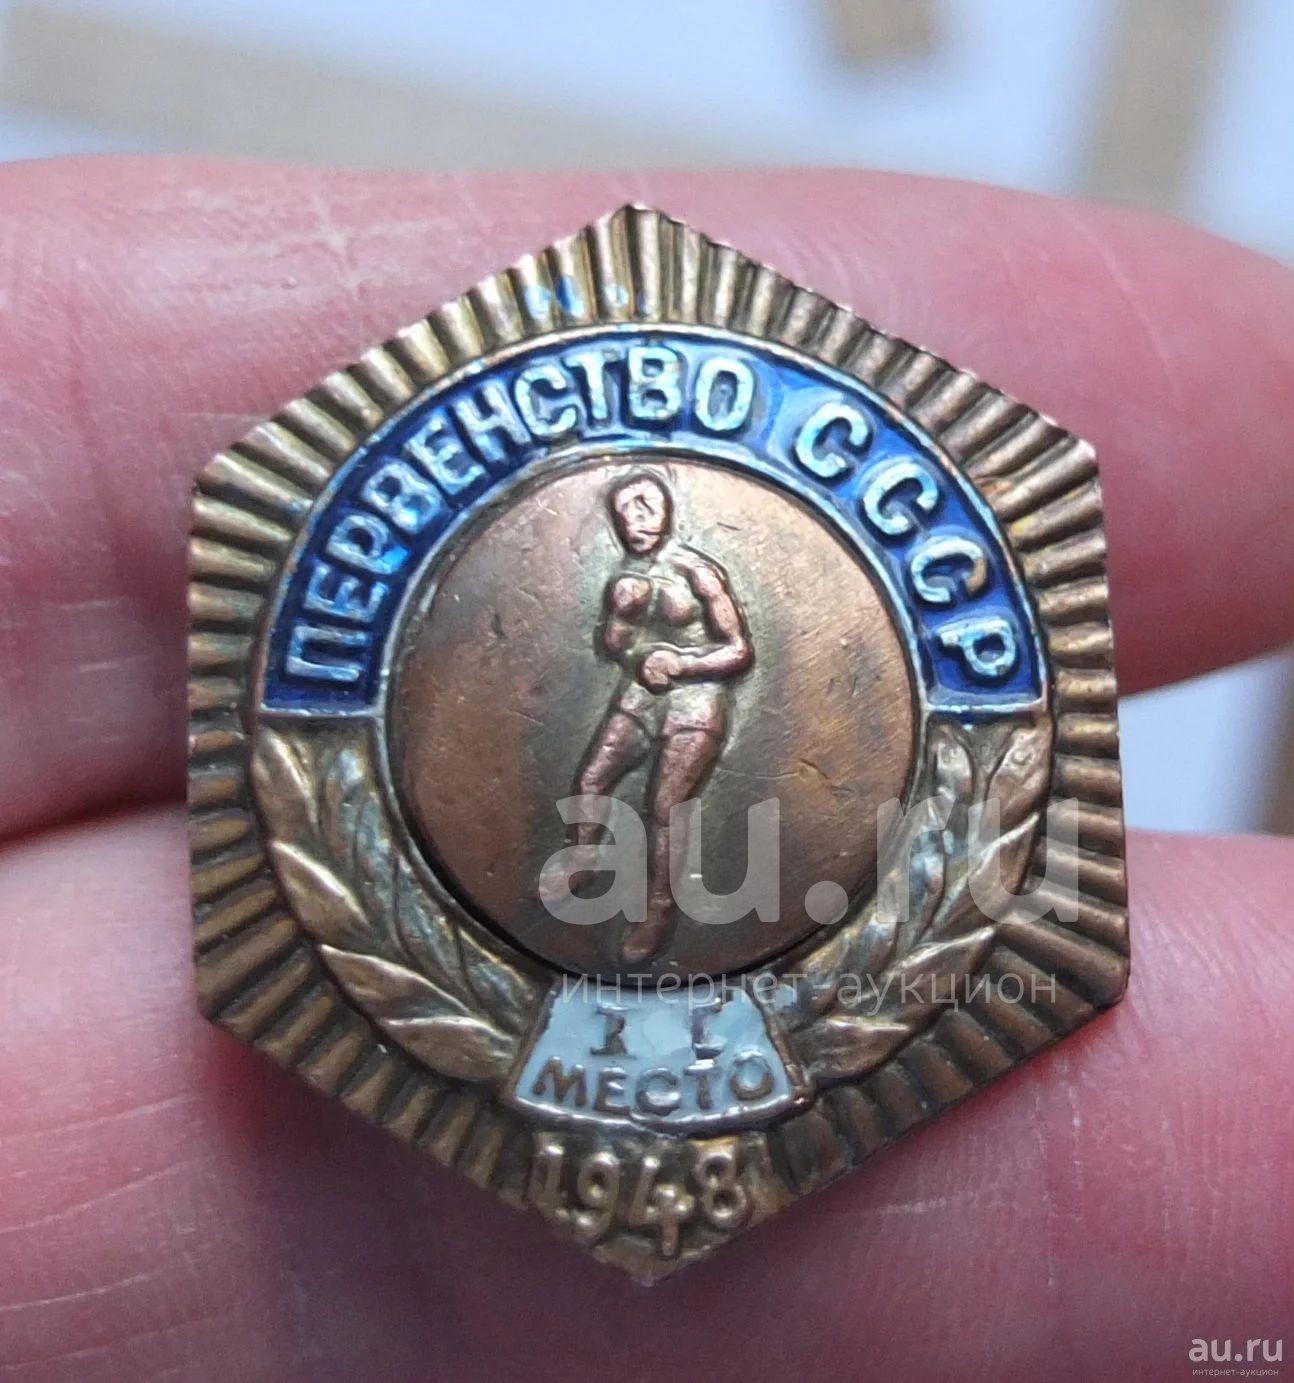 ПЕРВЕНСТВО СССР
au.ru
интернет-аукцион
II
МЕСТО
1948
au.ru
интернет-аукцион